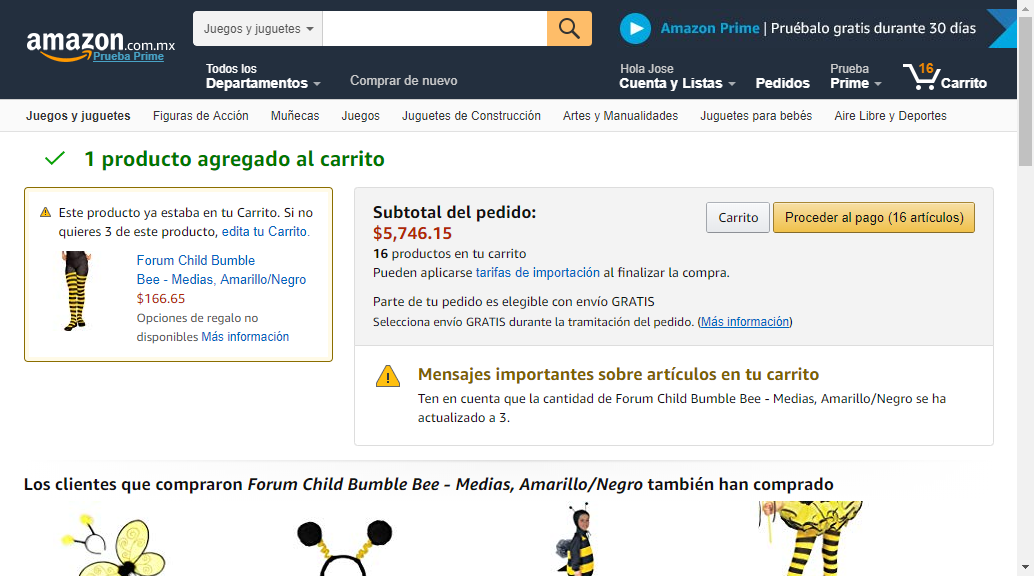 amazon.com.mx
Prueba Prime
Juegos y juguetes
Amazon Prime | Pruébalo gratis durante 30 días
Todos los
Departamentos
Comprar de nuevo
Hola Jose
Cuenta y Listas
Pedidos
Prueba
Prime
16
Carrito
Juegos y juguetes Figuras de Acción Muñecas Juegos Juguetes de Construcción Artes y Manualidades Juguetes para bebés Aire Libre y Deportes
1 producto agregado al carrito
Este producto ya estaba en tu Carrito. Si no
quieres 3 de este producto, edita tu Carrito.
Forum Child Bumble
Bee - Medias, Amarillo/Negro
$166.65
Opciones de regalo no
disponibles Más información
Subtotal del pedido:
$5,746.15
16 productos en tu carrito
Pueden aplicarse tarifas de importación al finalizar la compra.
Parte de tu pedido es elegible con envío GRATIS
Selecciona envío GRATIS durante la tramitación del pedido. (Más información)
Carrito
Proceder al pago (16 artículos)
Mensajes importantes sobre artículos en tu carrito
Ten en cuenta que la cantidad de Forum Child Bumble Bee - Medias, Amarillo/Negro se ha
actualizado a 3.
Los clientes que compraron Forum Child Bumble Bee - Medias, Amarillo/Negro también han comprado